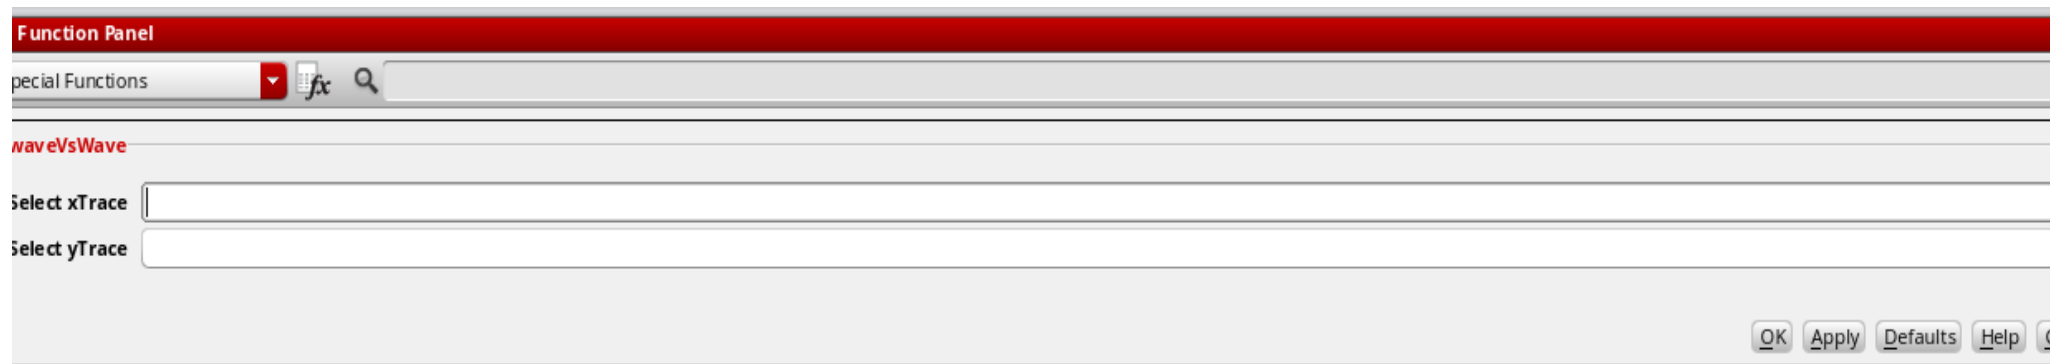 Function Panel
pecial Functions
fx
waveVsWave
Select xTrace
Select yTrace
OK Apply Defaults Help